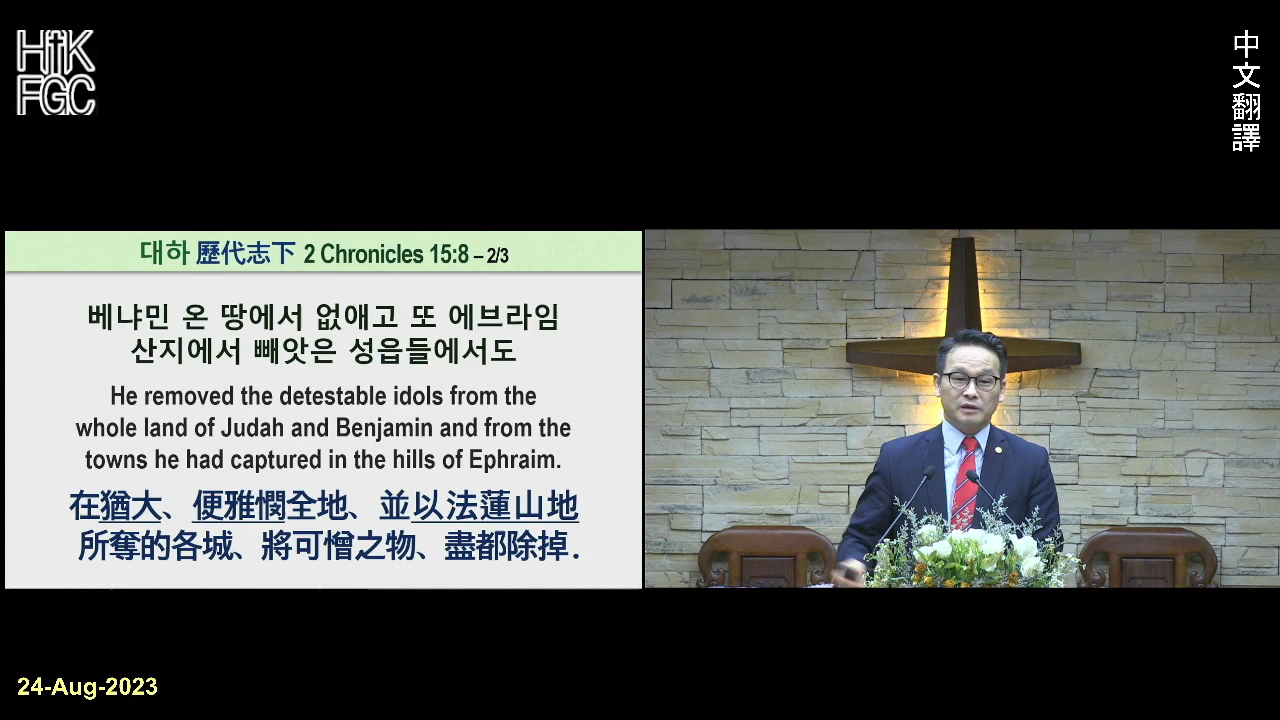 HfK
FGC
中文翻譯
대하 歷代志下 2 Chronicles 15:8 – 2/3
베냐민 온 땅에서 없애고 또 에브라임
산지에서 빼앗은 성읍들에서도
He removed the detestable idols from the
whole land of Judah and Benjamin and from the
towns he had captured in the hills of Ephraim.
在猶大、便雅憫全地、並以法蓮山地
所奪的各城、將可憎之物、盡都除掉.
24-Aug-2023